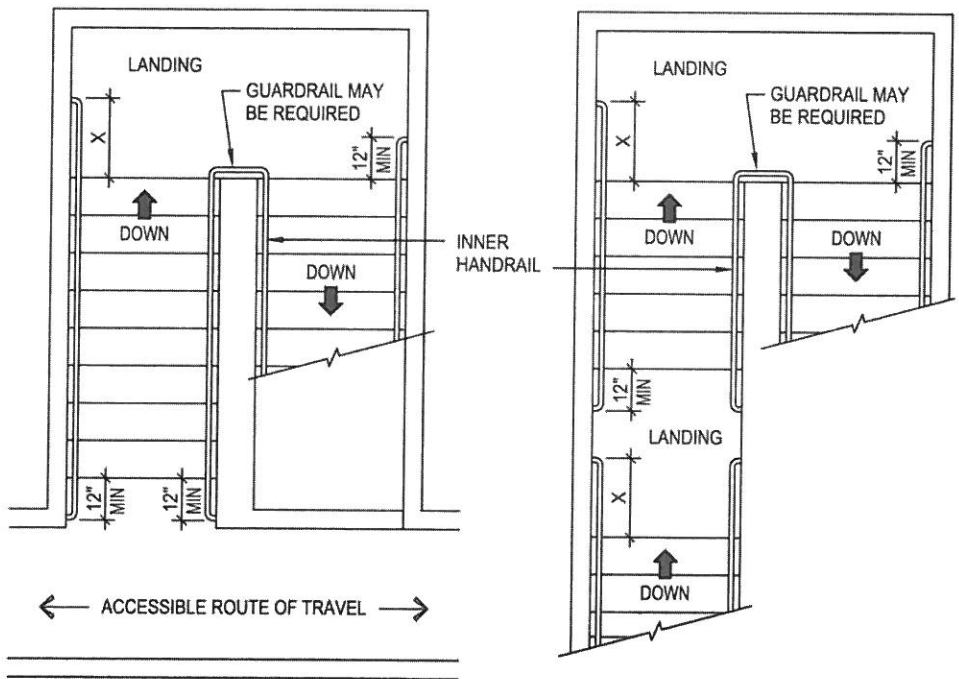 LANDING
GUARDRAIL MAY
BE REQUIRED
X
12"
MIN
DOWN
INNER
HANDRAIL
DOWN
12"
MIN
12"
MIN
ACCESSIBLE ROUTE OF TRAVEL
LANDING
GUARDRAIL MAY
BE REQUIRED
X
12"
MIN
DOWN
DOWN
12"
MIN
LANDING
X
DOWN